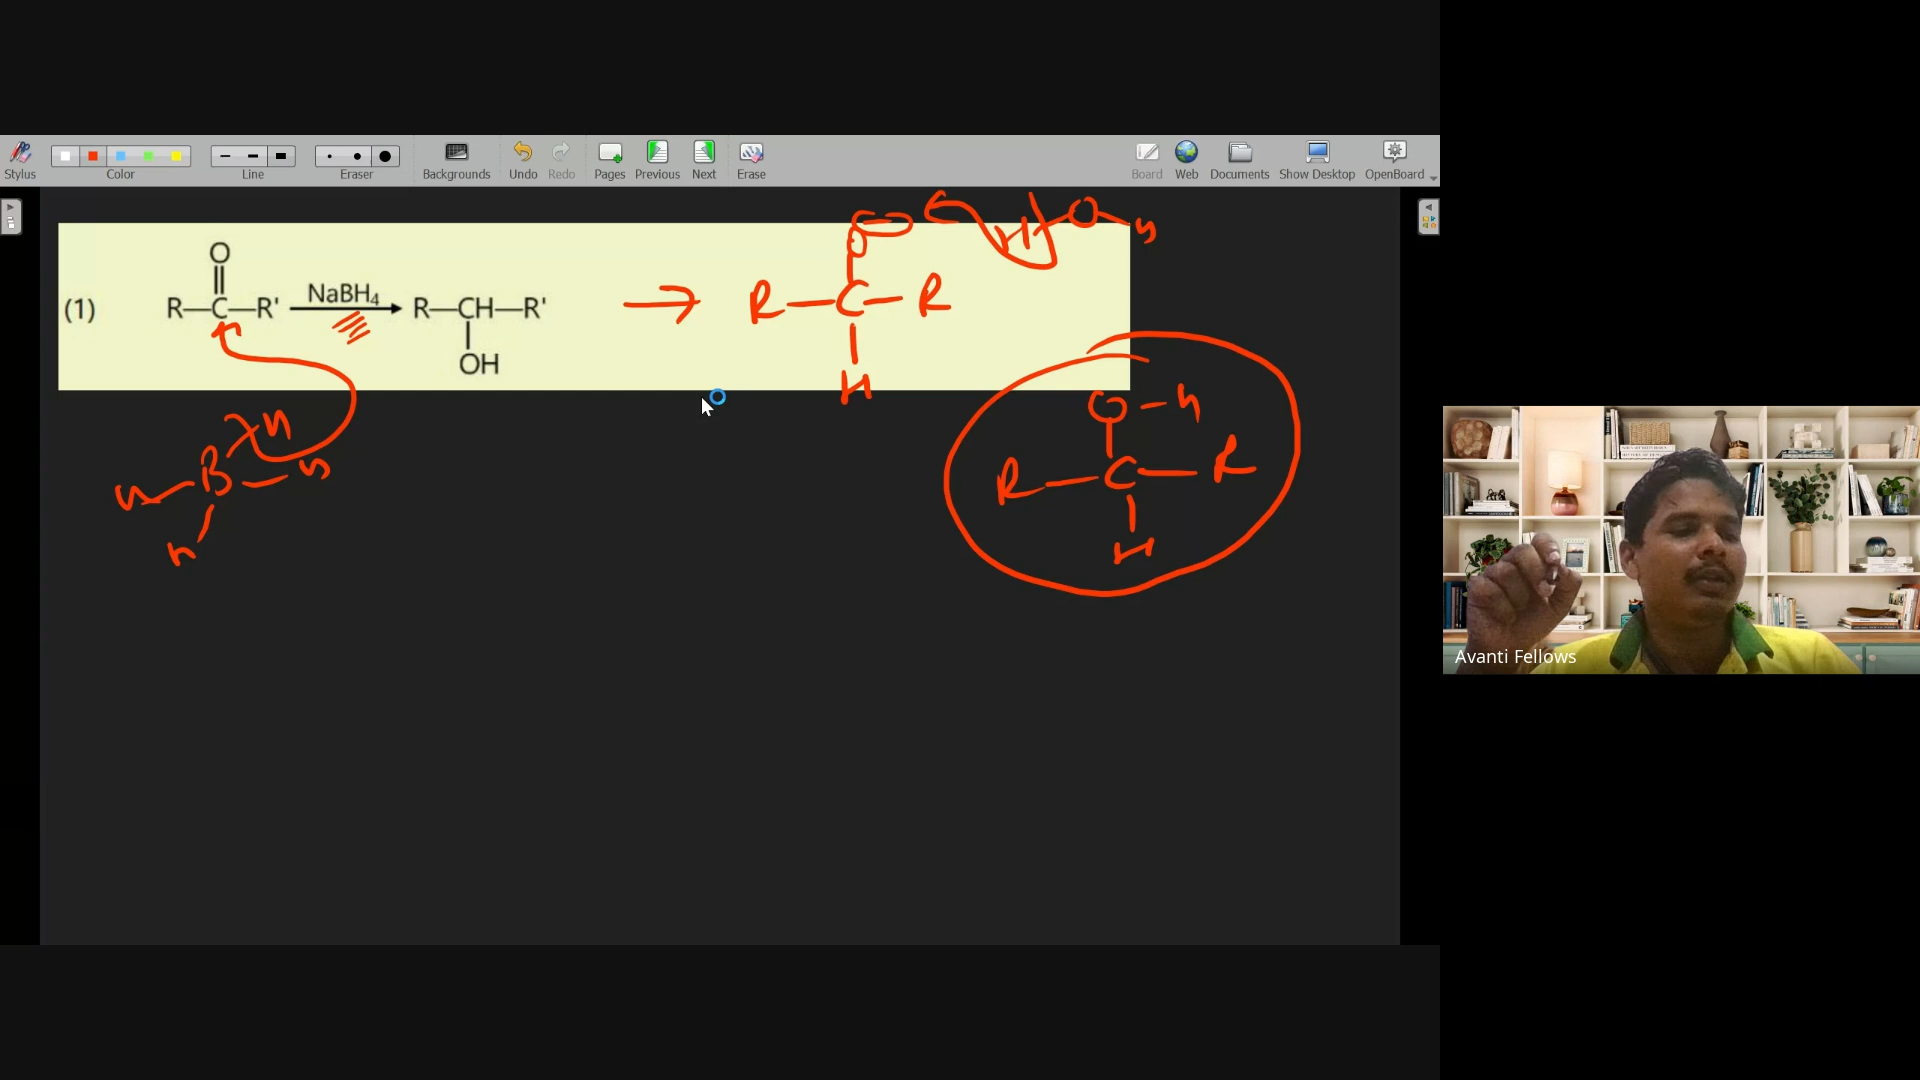 Stylus
Color
Line
Eraser
Backgrounds
Undo
Redo
Pages
Previous
Next
Erase
Board
Web
Documents
Show Desktop
OpenBoard
(1)
O
R—C—R'
NaBH₄
R—CH—R'
OH
O
H
O
H
R—C—R
H
O—H
R—C—R
H
H
H—B—H
H
Avanti Fellows